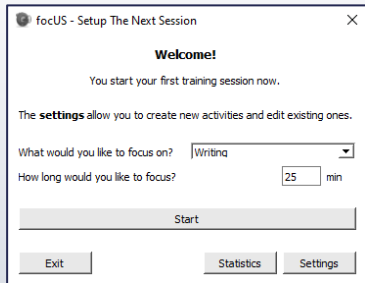 focUS - Setup The Next Session
Welcome!
You start your first training session now.
The settings allow you to create new activities and edit existing ones.
What would you like to focus on? Writing
How long would you like to focus? 25 min
Start
Exit Statistics Settings